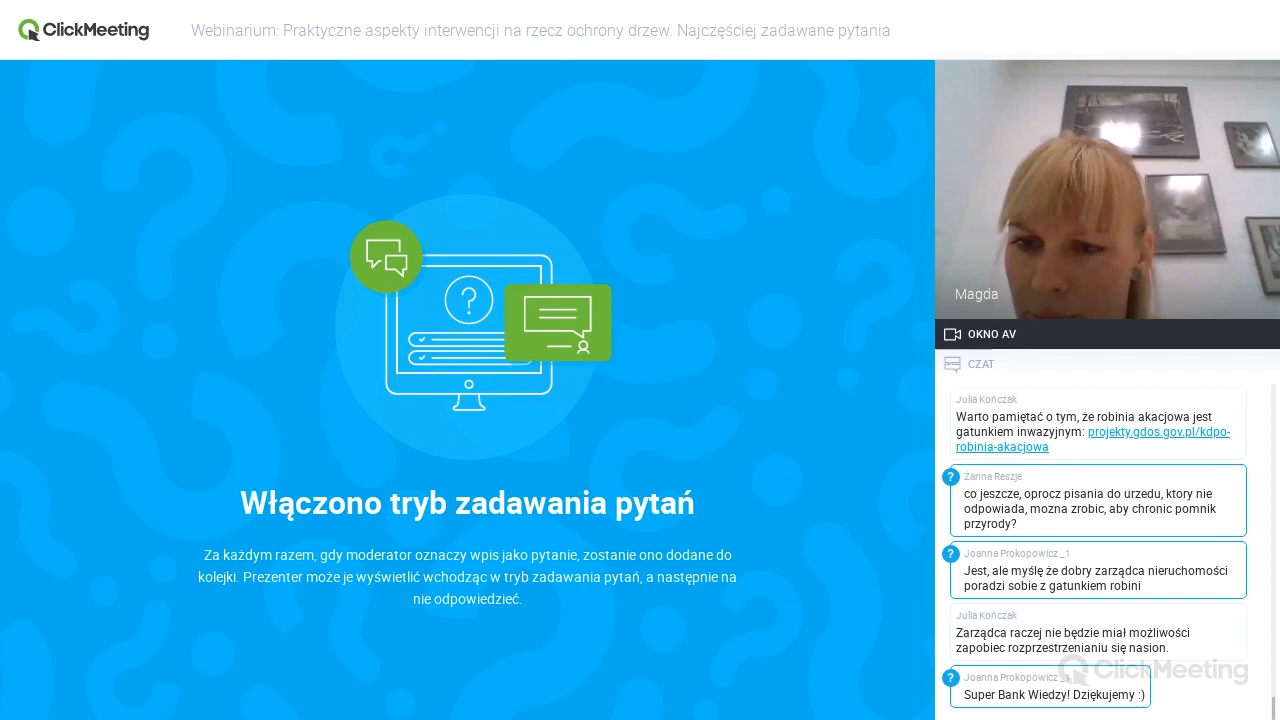 ClickMeeting
Webinarium: Praktyczne aspekty interwencji na rzecz ochrony drzew. Najczęściej zadawane pytania
Włączono tryb zadawania pytań
Za każdym razem, gdy moderator oznaczy wpis jako pytanie, zostanie ono dodane do
kolejki. Prezenter może je wyświetlić wchodząc w tryb zadawania pytań, a następnie na
nie odpowiedzieć.
Magda
OKNO AV
CZAT
Julia Kończak
Warto pamiętać o tym, że robinia akacjowa jest
gatunkiem inwazyjnym: projekty.gdos.gov.pl/kdpo-
robinia-akacjowa
Żanna Reszje
co jeszcze, oprocz pisania do urzedu, ktory nie
odpowiada, mozna zrobic, aby chronic pomnik
przyrody?
Joanna Prokopowicz _1
Jest, ale myślę że dobry zarządca nieruchomości
poradzi sobie z gatunkiem robini
Julia Kończak
Zarządca raczej nie będzie miał możliwości
zapobiec rozprzestrzenianiu się nasion.
ClickMeeting
Joanna Prokopowicz _1
Super Bank Wiedzy! Dziękujemy :)